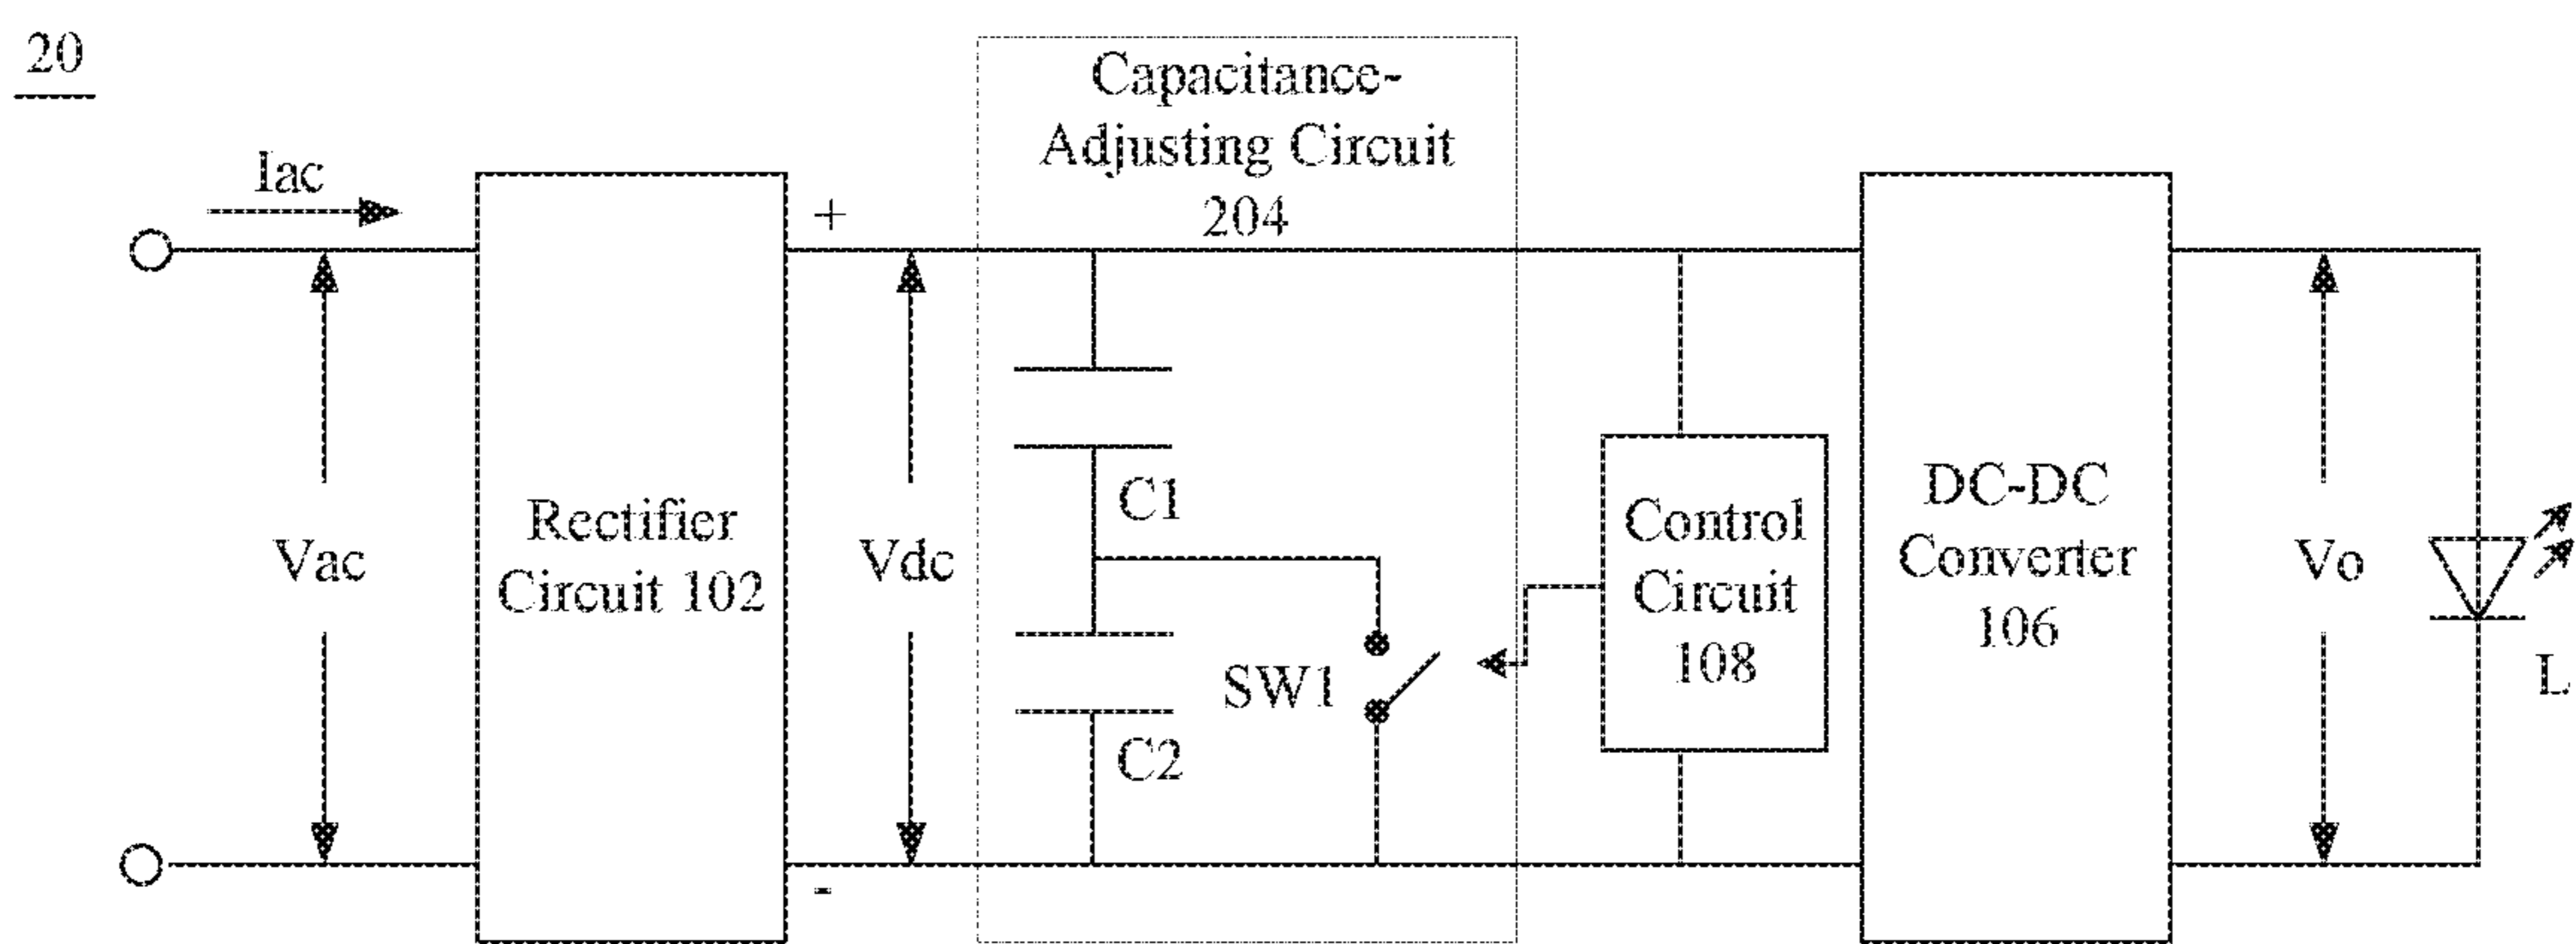 20
Capacitance-
Adjusting Circuit
204
Iac
+
Vac
Rectifier
Circuit 102
Vdc
C1
C2
SW1
Control
Circuit
108
DC-DC
Converter
106
Vo
L
-